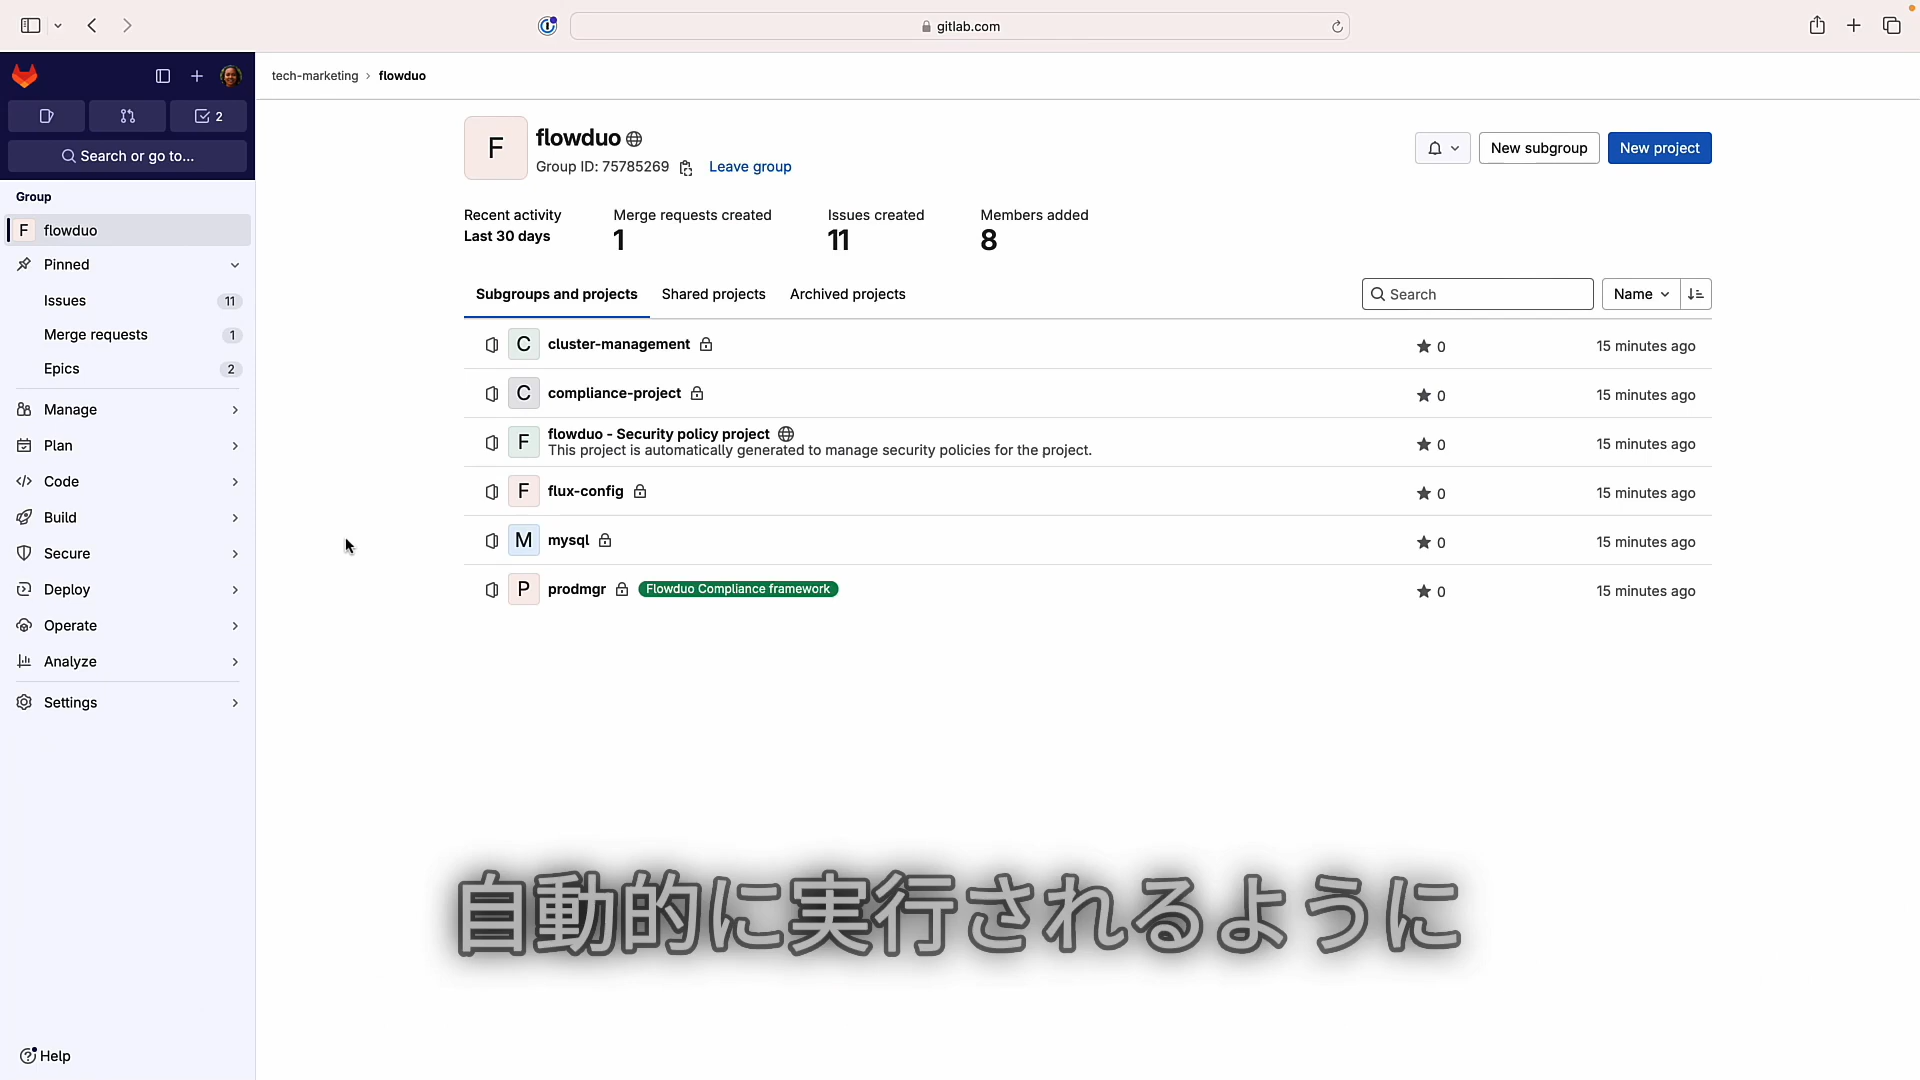 gitlab.com
tech-marketing › flowduo
2
Search or go to...
Group
F flowduo
Pinned
Issues 11
Merge requests 1
Epics 2
Manage
Plan
Code
Build
Secure
Deploy
Operate
Analyze
Settings
Help
F
flowduo
Group ID: 75785269 Leave group
New subgroup
New project
Recent activity
Last 30 days
Merge requests created
1
Issues created
11
Members added
8
Subgroups and projects Shared projects Archived projects
Search
Name
C cluster-management 0 15 minutes ago
C compliance-project 0 15 minutes ago
F flowduo - Security policy project 0 15 minutes ago
This project is automatically generated to manage security policies for the project.
F flux-config 0 15 minutes ago
M mysql 0 15 minutes ago
P prodmgr Flowduo Compliance framework 0 15 minutes ago
自動的に実行されるように